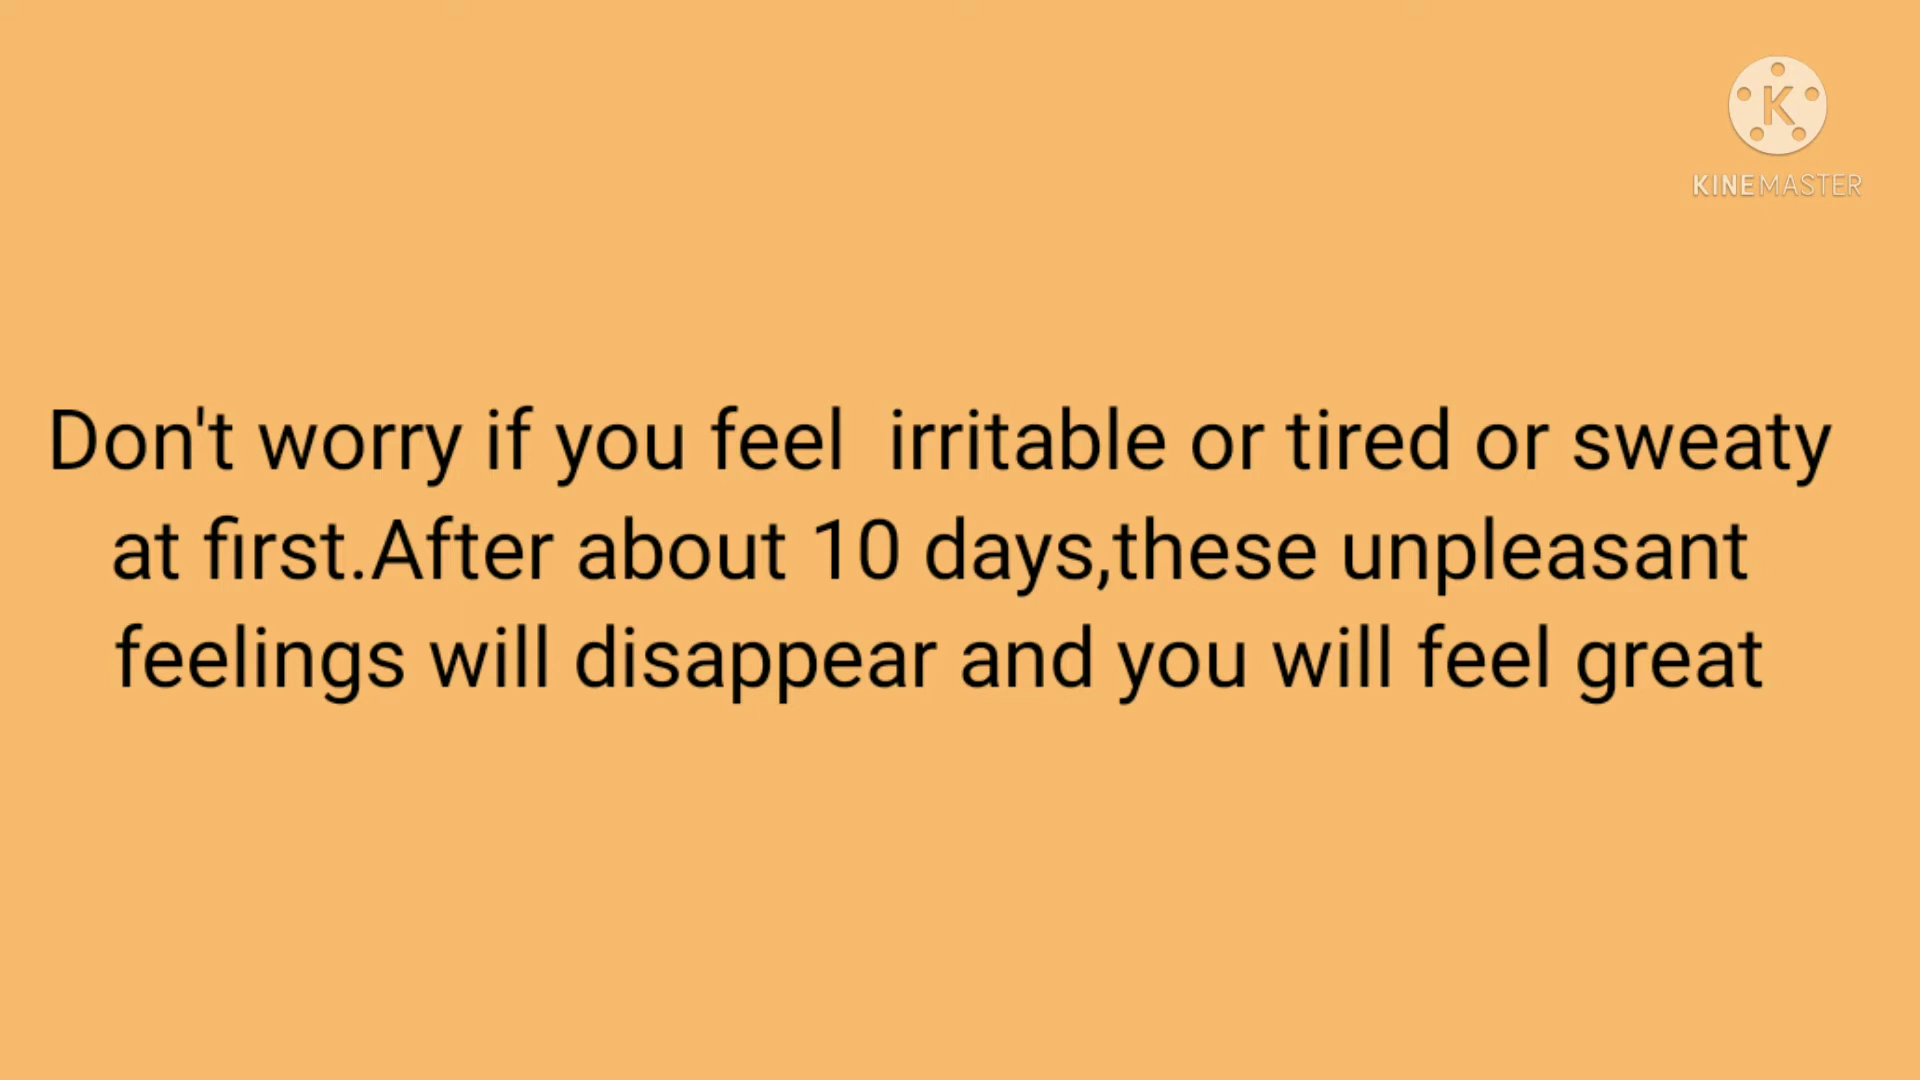 K
KINEMASTER
Don't worry if you feel  irritable or tired or sweaty
at first.After about 10 days,these unpleasant
feelings will disappear and you will feel great